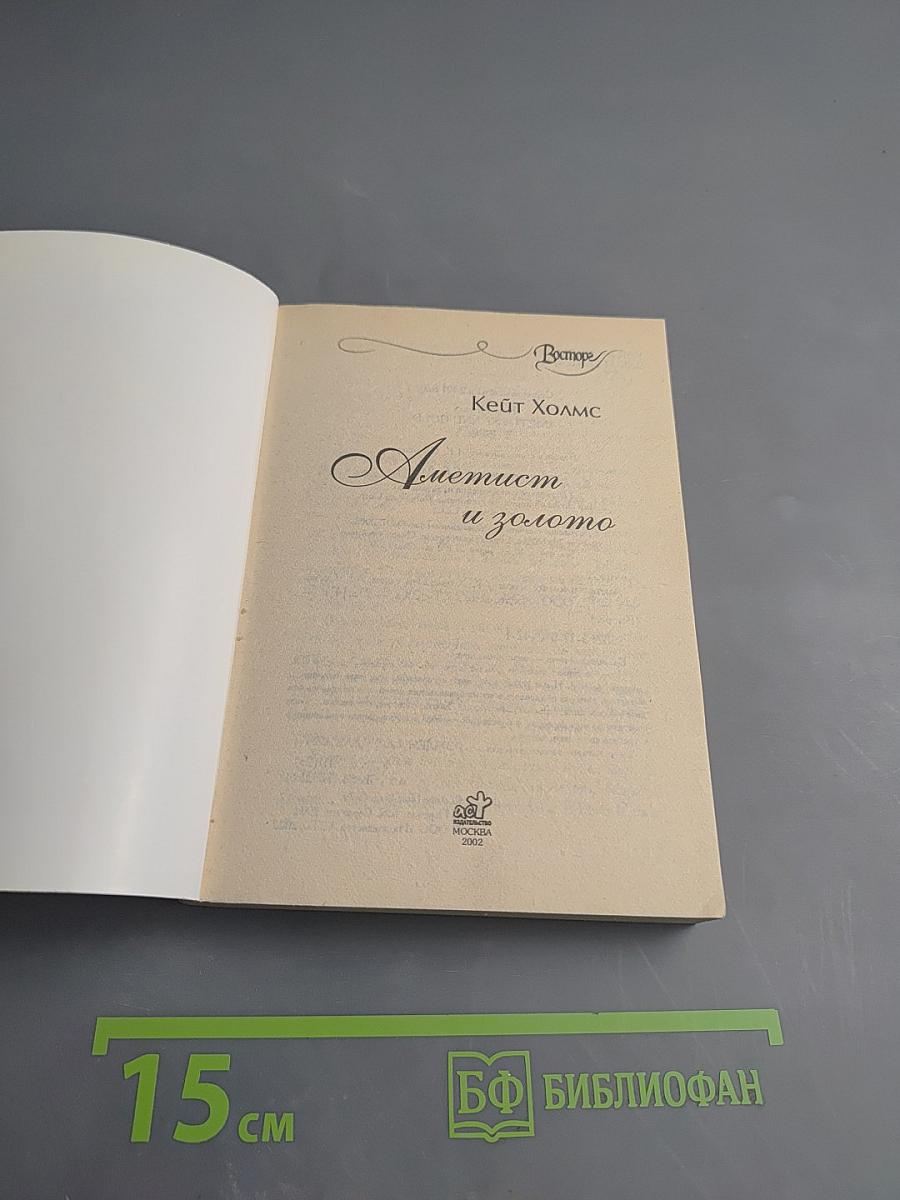 Восторг
Кейт Холмс
Аметист
и золото
аст
ИЗДАТЕЛЬСТВО
МОСКВА
2002
15 см
БФ БИБЛИОФАН